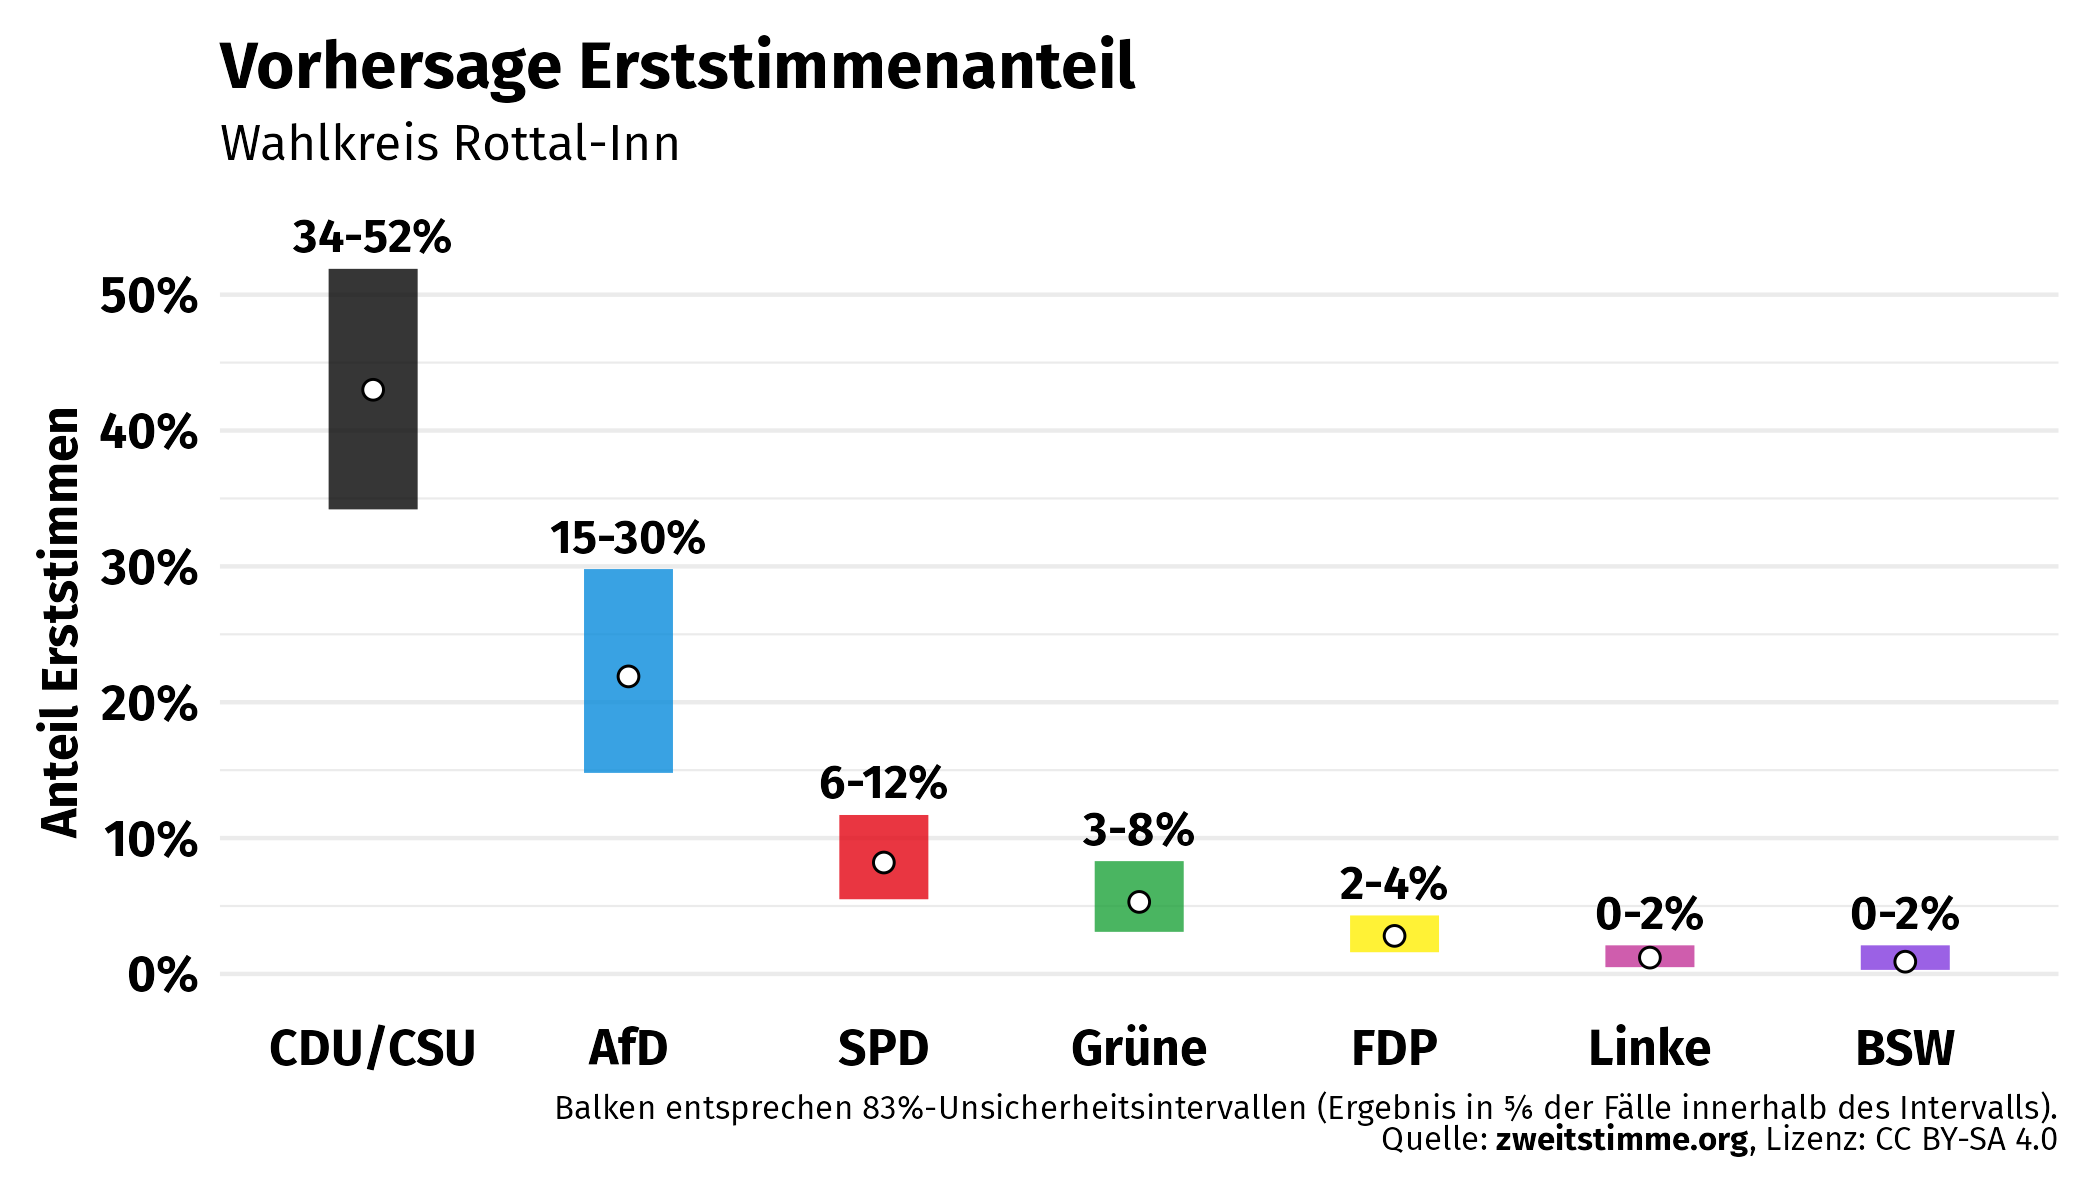 Vorhersage Erststimmenanteil
Wahlkreis Rottal-Inn
Anteil Erststimmen
50%
40%
30%
20%
10%
0%
34-52%
15-30%
6-12%
3-8%
2-4%
0-2%
0-2%
CDU/CSU
AfD
SPD
Grüne
FDP
Linke
BSW
Balken entsprechen 83%-Unsicherheitsintervallen (Ergebnis in ⅚ der Fälle innerhalb des Intervalls).
Quelle: zweitstimme.org, Lizenz: CC BY-SA 4.0